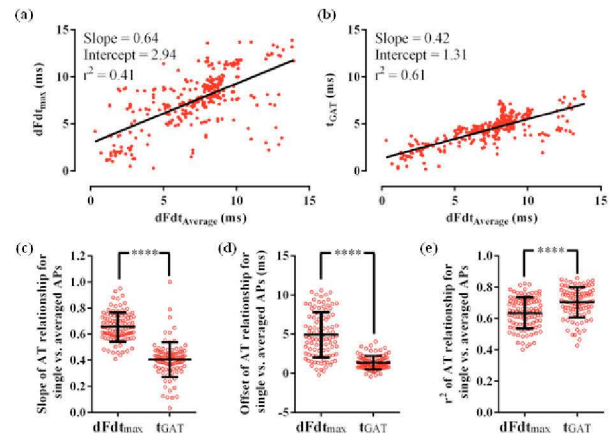 (a)
Slope = 0.64
Intercept = 2.94
r² = 0.41
dFdtmax (ms)
15
10
5
0
0 5 10 15
dFdtAverage (ms)
(b)
Slope = 0.42
Intercept = 1.31
r² = 0.61
tGAT (ms)
15
10
5
0
0 5 10 15
dFdtAverage (ms)
(c)
Slope of AT relationship for
single vs. averaged APs
****
1.2
1.0
0.8
0.6
0.4
0.2
0.0
dFdtmax tGAT
(d)
Offset of AT relationship for
single vs. averaged APs (ms)
****
15
10
5
0
-5
dFdtmax tGAT
(e)
r² of AT relationship for
single vs. averaged APs
****
1.0
0.8
0.6
0.4
0.2
0.0
dFdtmax tGAT